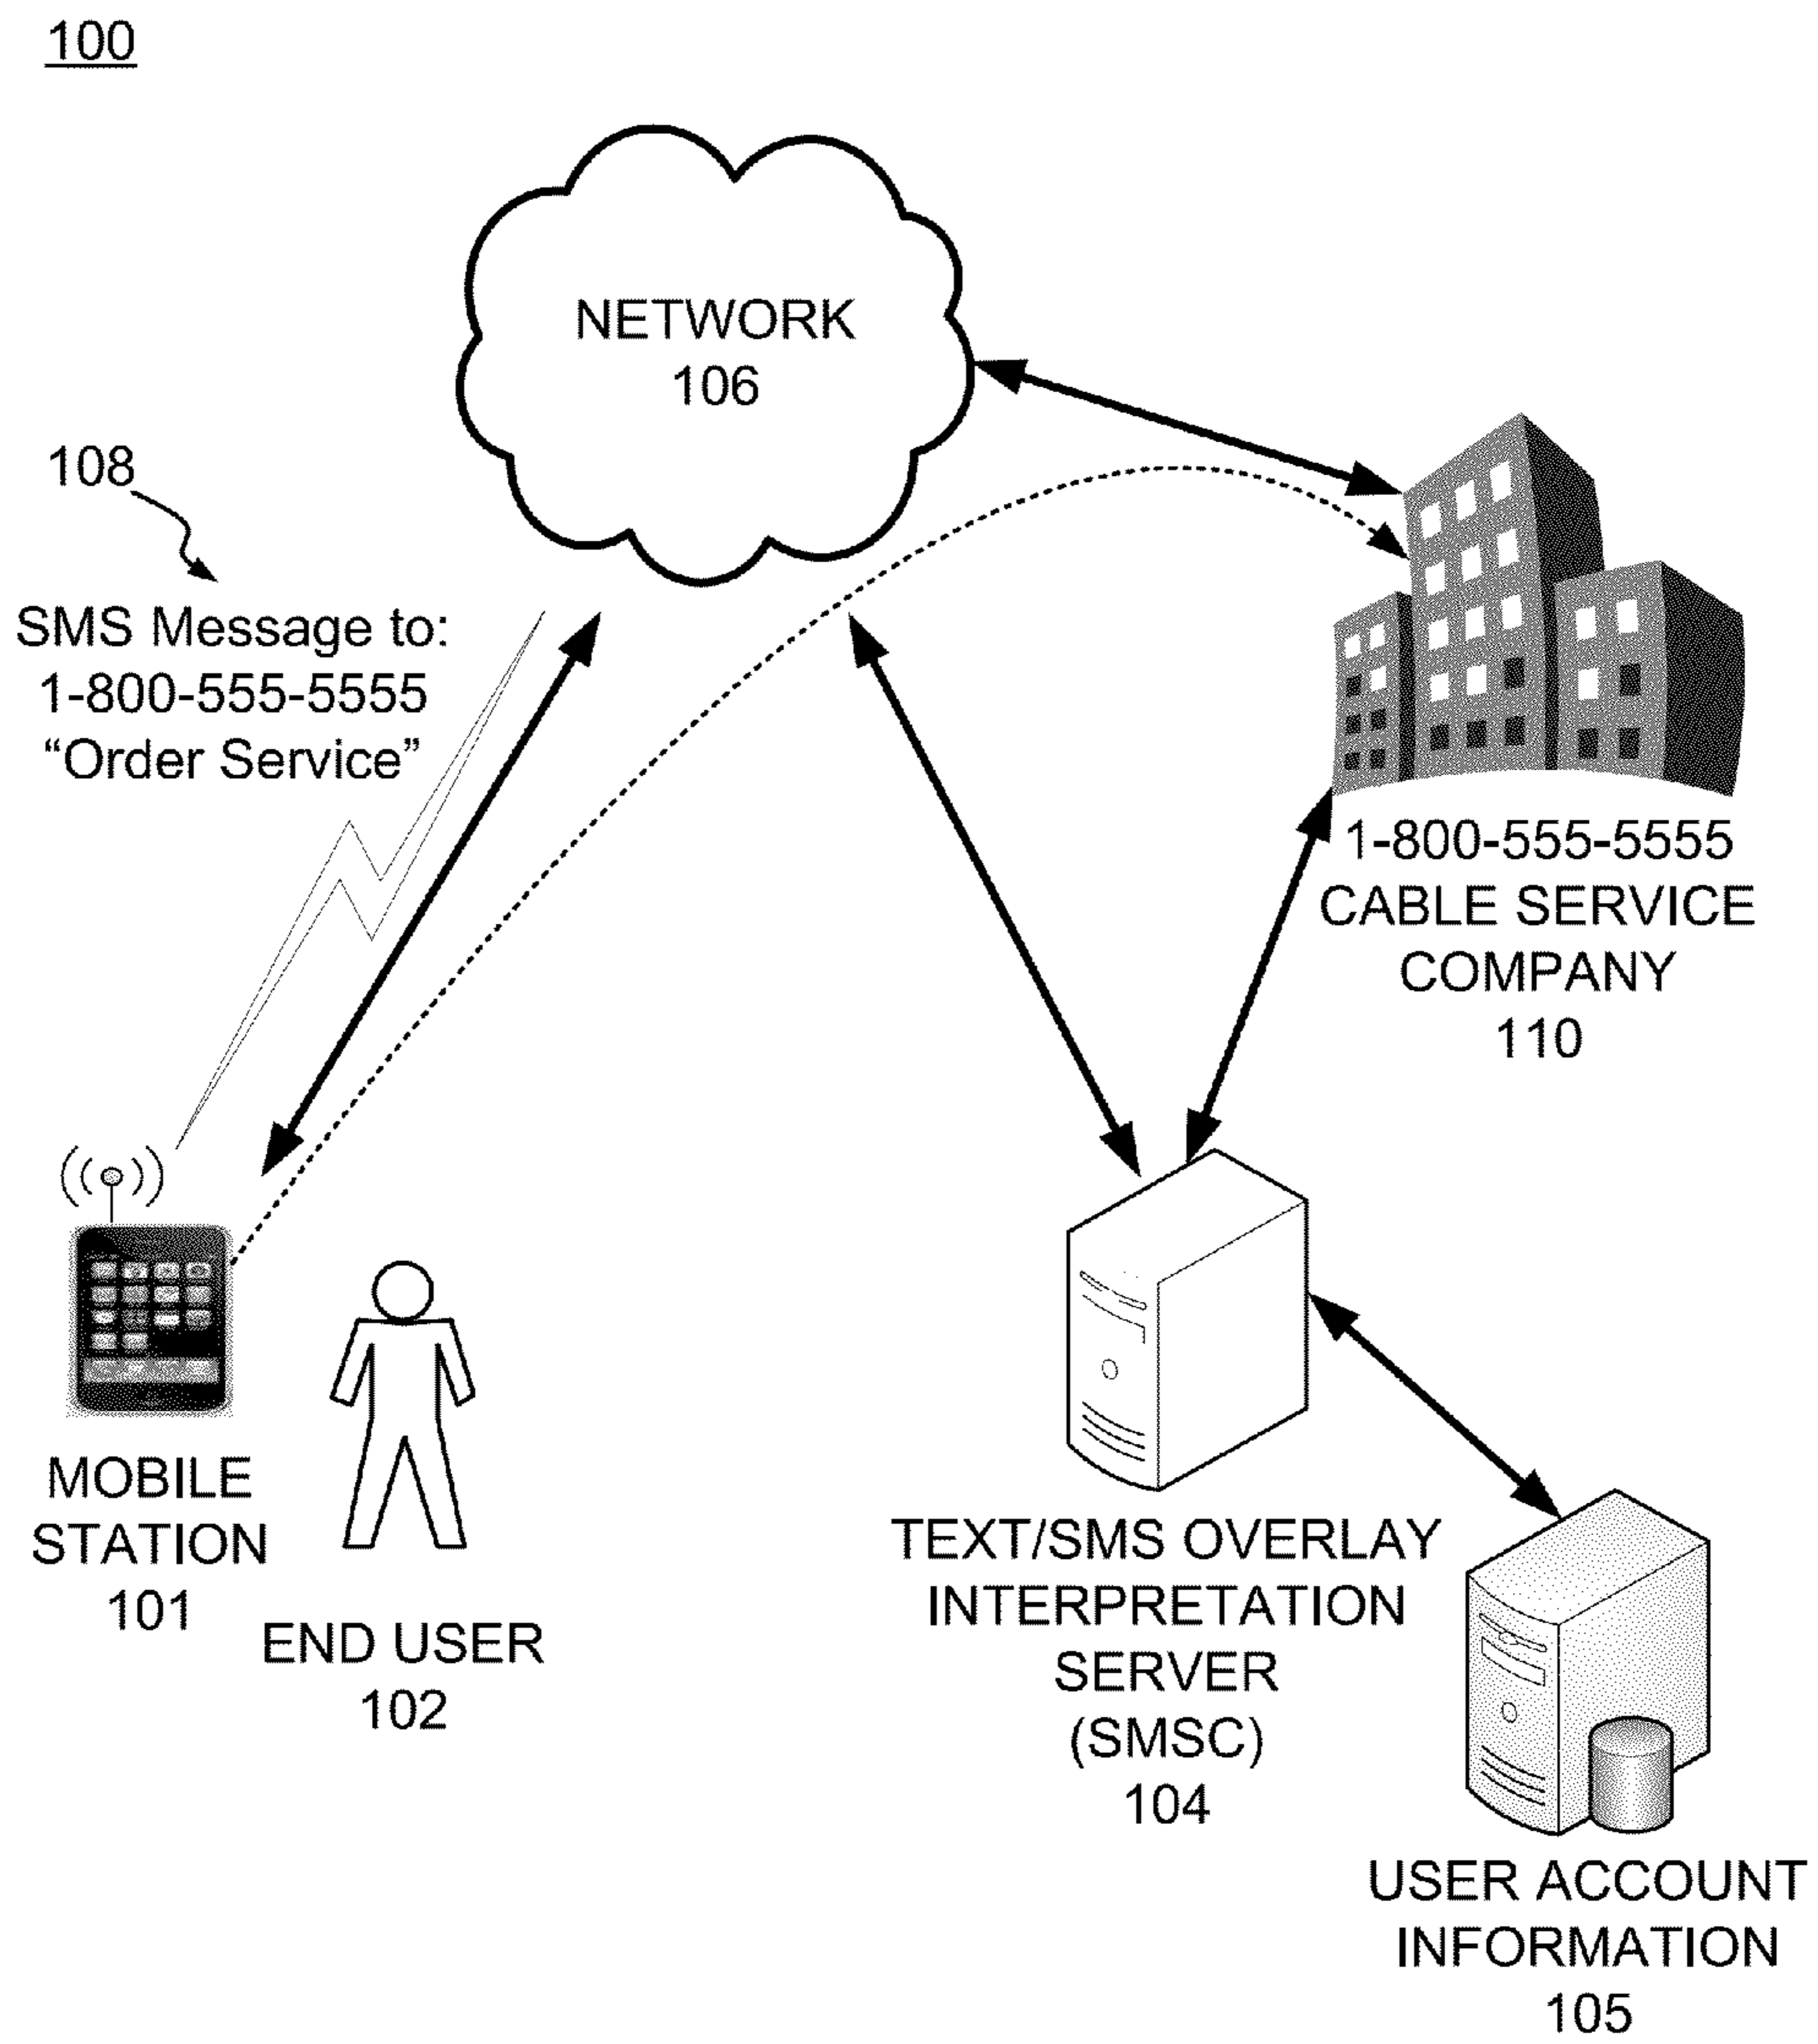 100
NETWORK
106
108
SMS Message to:
1-800-555-5555
“Order Service”
1-800-555-5555
CABLE SERVICE
COMPANY
110
MOBILE
STATION
101
END USER
102
TEXT/SMS OVERLAY
INTERPRETATION
SERVER
(SMSC)
104
USER ACCOUNT
INFORMATION
105